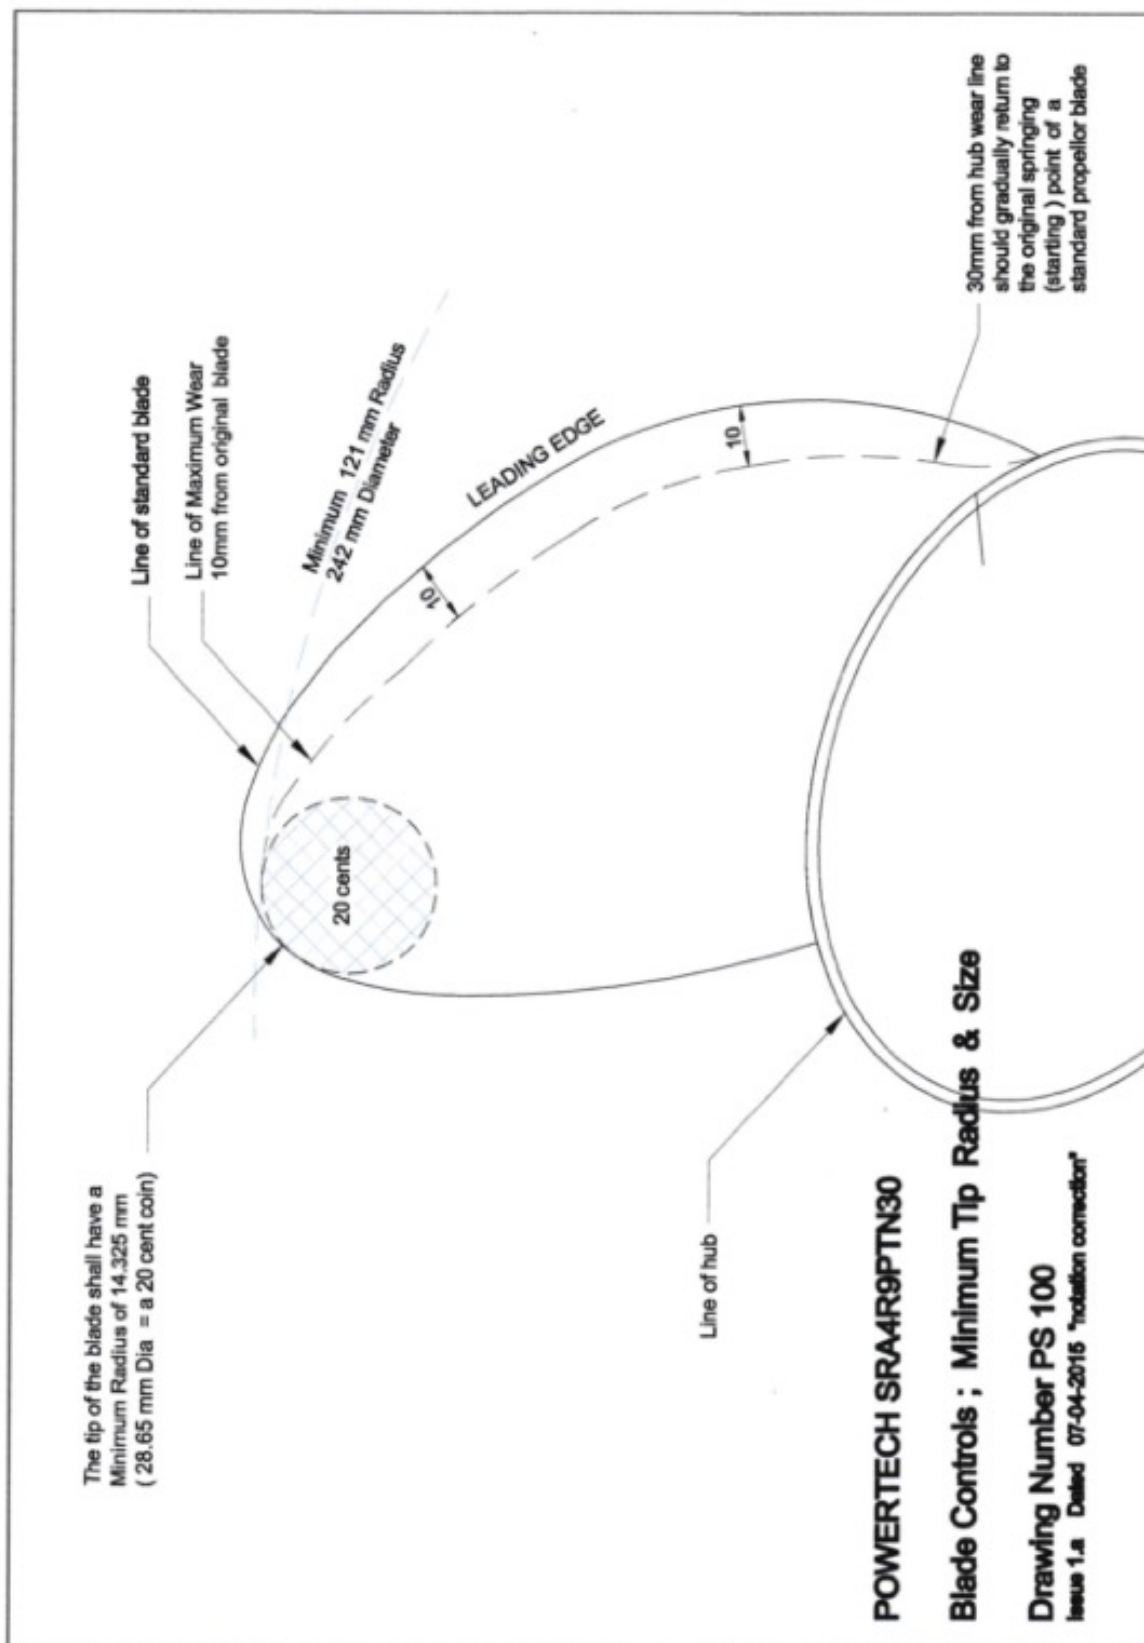 The tip of the blade shall have a
Minimum Radius of 14.325 mm
( 28.65 mm Dia = a 20 cent coin)
Line of standard blade
Line of Maximum Wear
10mm from original blade
Minimum 121 mm Radius
242 mm Diameter
LEADING EDGE
10
10
20 cents
30mm from hub wear line
should gradually return to
the original springing
(starting ) point of a
standard propellor blade
Line of hub
POWERTECH SRA4R9PTN30
Blade Controls ; Minimum Tip Radius & Size
Drawing Number PS 100
Issue 1.a Dated 07-04-2015 "notation correction"